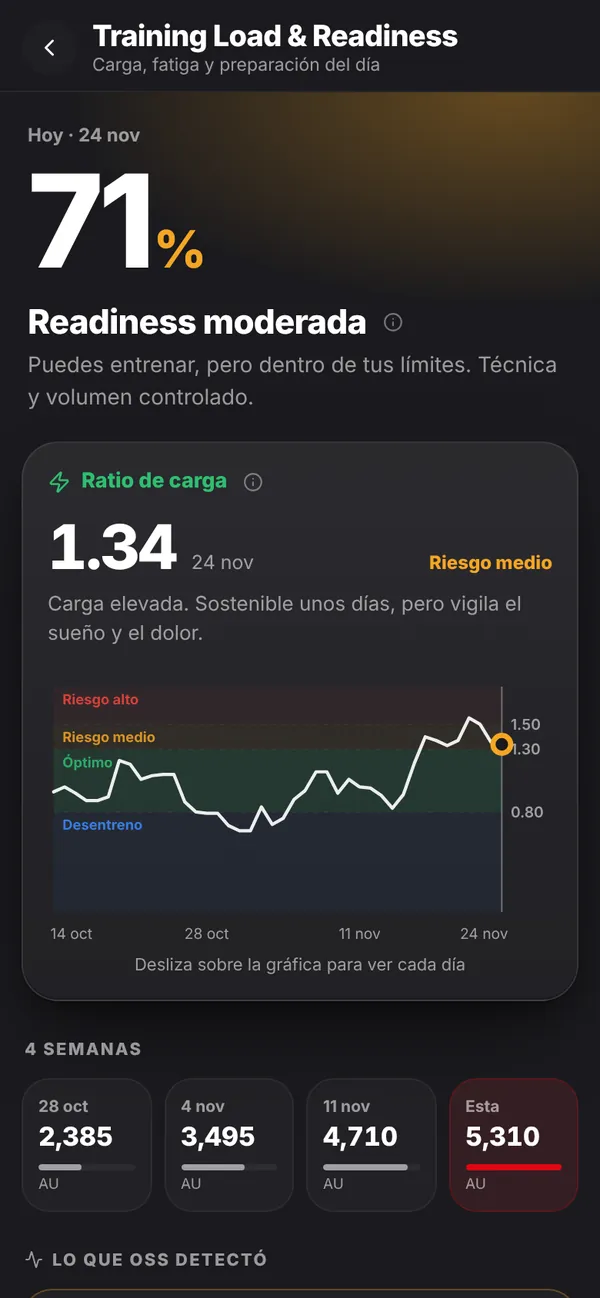 Training Load & Readiness
Carga, fatiga y preparación del día
Hoy · 24 nov
71%
Readiness moderada
Puedes entrenar, pero dentro de tus límites. Técnica
y volumen controlado.
Ratio de carga
1.34 24 nov Riesgo medio
Carga elevada. Sostenible unos días, pero vigila el
sueño y el dolor.
Riesgo alto
1.50
Riesgo medio
1.30
Óptimo
0.80
Desentreno
14 oct 28 oct 11 nov 24 nov
Desliza sobre la gráfica para ver cada día
4 SEMANAS
28 oct 4 nov 11 nov Esta
2,385 3,495 4,710 5,310
AU AU AU AU
LO QUE OSS DETECTÓ